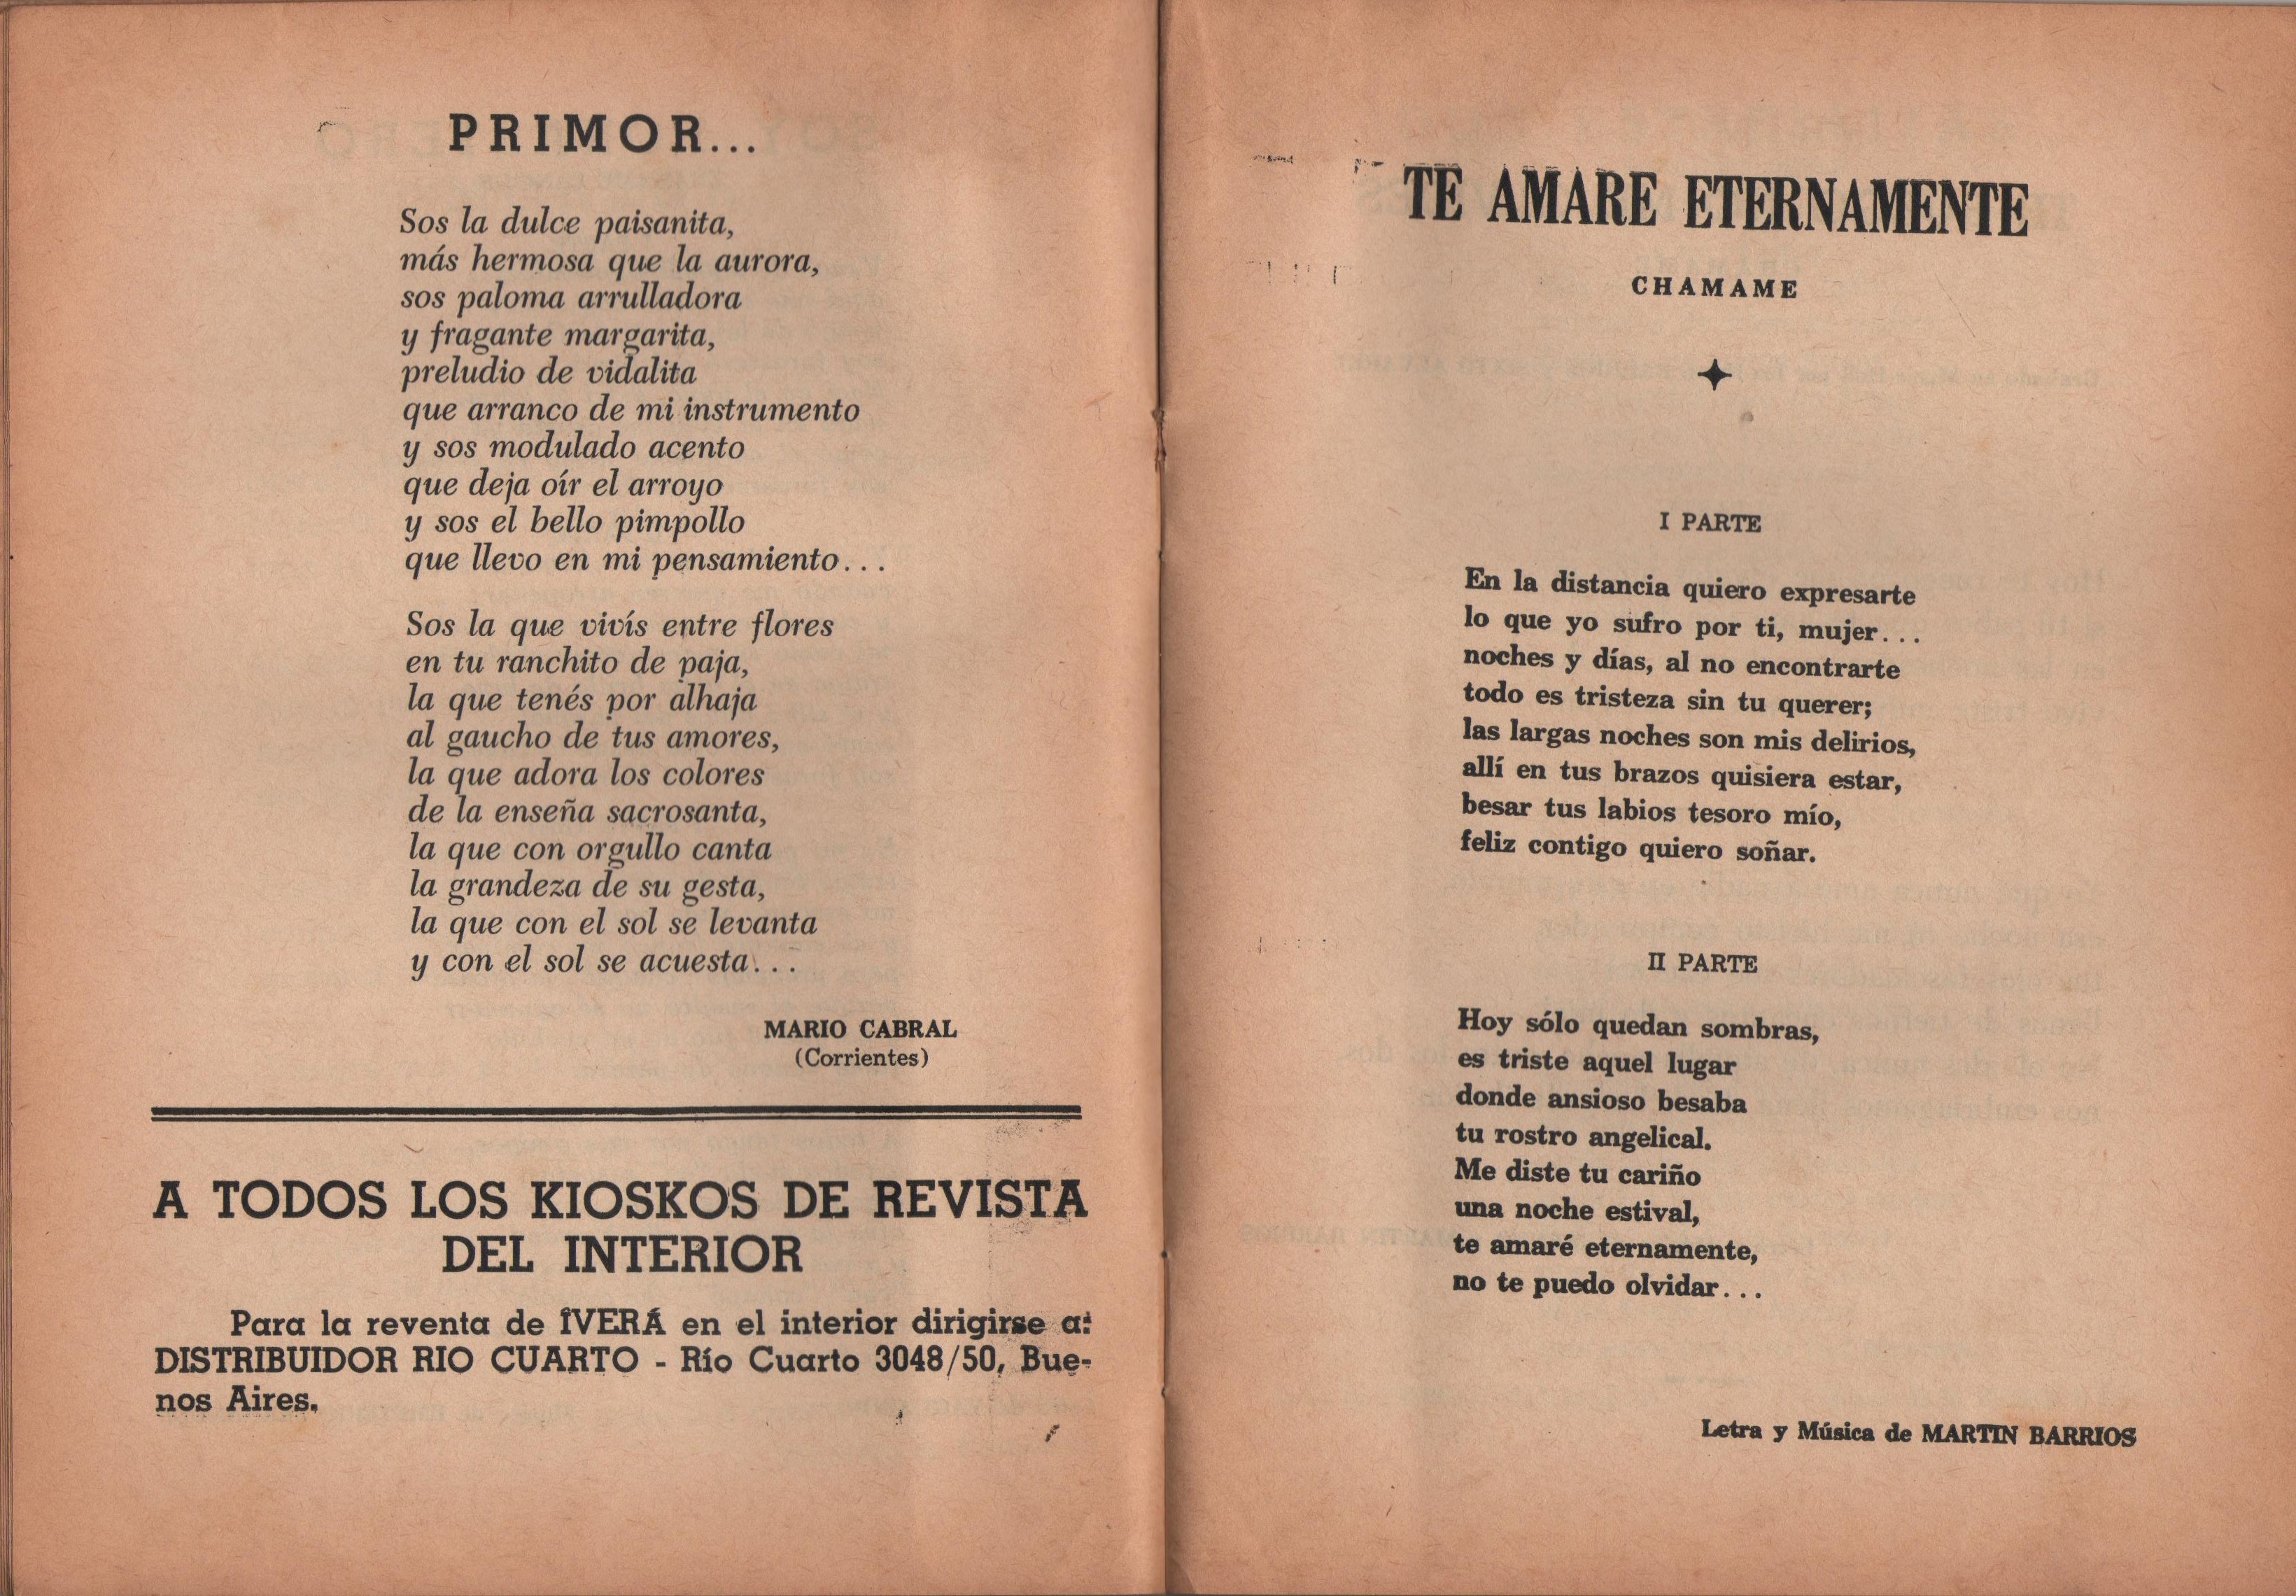 PRIMOR...
Sos la dulce paisanita,
más hermosa que la aurora,
sos paloma arrulladora
y fragante margarita,
preludio de vidalita
que arranco de mi instrumento
y sos modulado acento
que deja oír el arroyo
y sos el bello pimpollo
que llevo en mi pensamiento...
Sos la que vivís entre flores
en tu ranchito de paja,
la que tenés por alhaja
al gaucho de tus amores,
la que adora los colores
de la enseña sacrosanta,
la que con orgullo canta
la grandeza de su gesta,
la que con el sol se levanta
y con el sol se acuesta...
MARIO CABRAL
(Corrientes)
A TODOS LOS KIOSKOS DE REVISTA
DEL INTERIOR
Para la reventa de IVERÁ en el interior dirigirse a:
DISTRIBUIDOR RIO CUARTO - Río Cuarto 3048/50, Bue-
nos Aires.
TE AMARE ETERNAMENTE
CHAMAME
I PARTE
En la distancia quiero expresarte
lo que yo sufro por ti, mujer...
noches y días, al no encontrarte
todo es tristeza sin tu querer;
las largas noches son mis delirios,
allí en tus brazos quisiera estar,
besar tus labios tesoro mío,
feliz contigo quiero soñar.
II PARTE
Hoy sólo quedan sombras,
es triste aquel lugar
donde ansioso besaba
tu rostro angelical.
Me diste tu cariño
una noche estival,
te amaré eternamente,
no te puedo olvidar...
Letra y Música de MARTIN BARRIOS